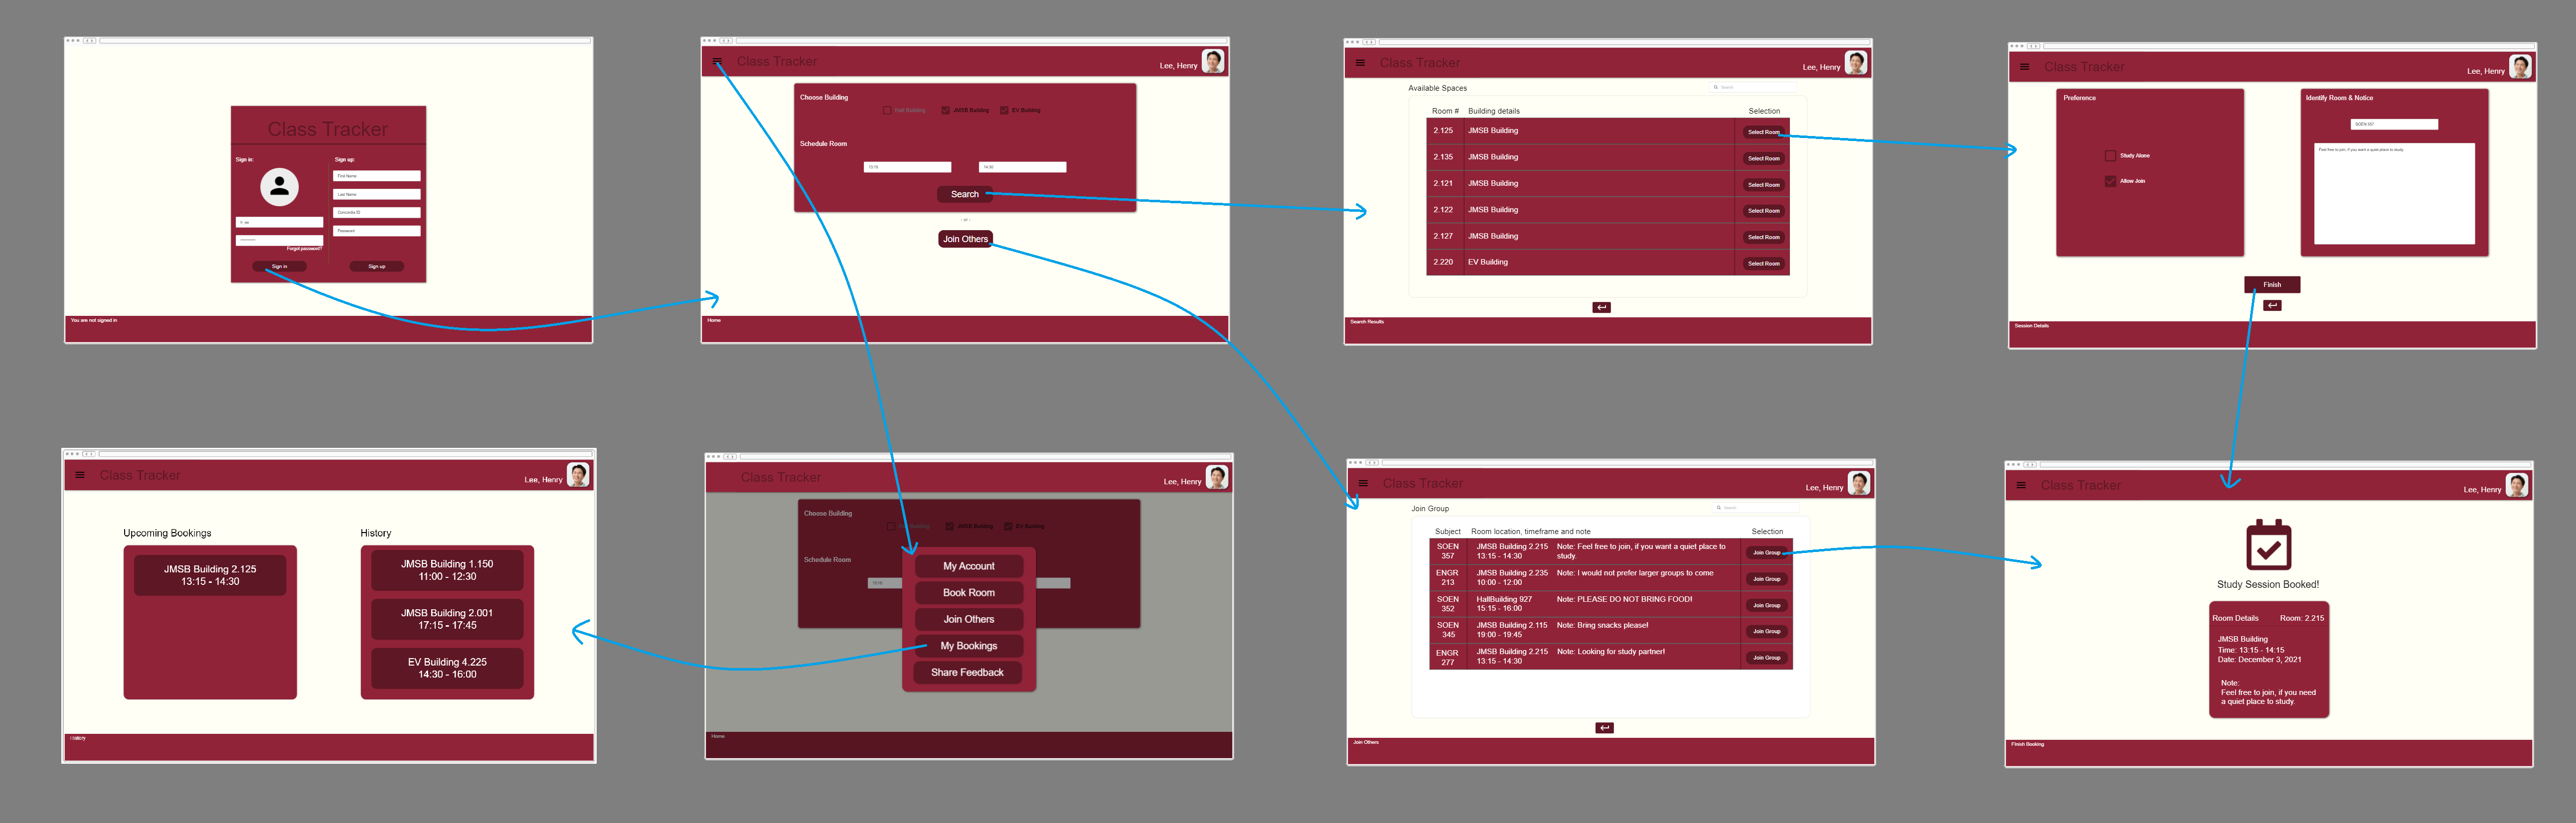 Class Tracker
Sign in:
Sign up:
First Name
Last Name
Concordia ID
Password
Forgot password?
Sign in
Sign up
You are not signed in
Class Tracker
Lee, Henry
Choose Building
Hall Building
JMSB Building
EV Building
Schedule Room
13:15
14:30
Search
- or -
Join Others
Home
Class Tracker
Lee, Henry
Available Spaces
Search
Room # Building details Selection
2.125 JMSB Building Select Room
2.135 JMSB Building Select Room
2.121 JMSB Building Select Room
2.122 JMSB Building Select Room
2.127 JMSB Building Select Room
2.220 EV Building Select Room
Search Results
Class Tracker
Lee, Henry
Preference
Study Alone
Allow Join
Identify Room & Notice
SOEN 357
Feel free to join, if you want a quiet place to study.
Finish
Session Details
Class Tracker
Lee, Henry
Upcoming Bookings
JMSB Building 2.125
13:15 - 14:30
History
JMSB Building 1.150
11:00 - 12:30
JMSB Building 2.001
17:15 - 17:45
EV Building 4.225
14:30 - 16:00
History
Class Tracker
Lee, Henry
Choose Building
Building
JMSB Building
EV Building
Schedule Room
13:15
My Account
Book Room
Join Others
My Bookings
Share Feedback
Home
Class Tracker
Lee, Henry
Join Group
Search
Subject Room location, timeframe and note Selection
SOEN 357
JMSB Building 2.215
13:15 - 14:30
Note: Feel free to join, if you want a quiet place to
study.
Join Group
ENGR 213
JMSB Building 2.235
10:00 - 12:00
Note: I would not prefer larger groups to come
Join Group
SOEN 352
HallBuilding 927
15:15 - 16:00
Note: PLEASE DO NOT BRING FOOD!
Join Group
SOEN 345
JMSB Building 2.115
19:00 - 19:45
Note: Bring snacks please!
Join Group
ENGR 277
JMSB Building 2.215
13:15 - 14:30
Note: Looking for study partner!
Join Group
Join Others
Class Tracker
Lee, Henry
Study Session Booked!
Room Details Room: 2.215
JMSB Building
Time: 13:15 - 14:15
Date: December 3, 2021
Note:
Feel free to join, if you need
a quiet place to study.
Finish Booking